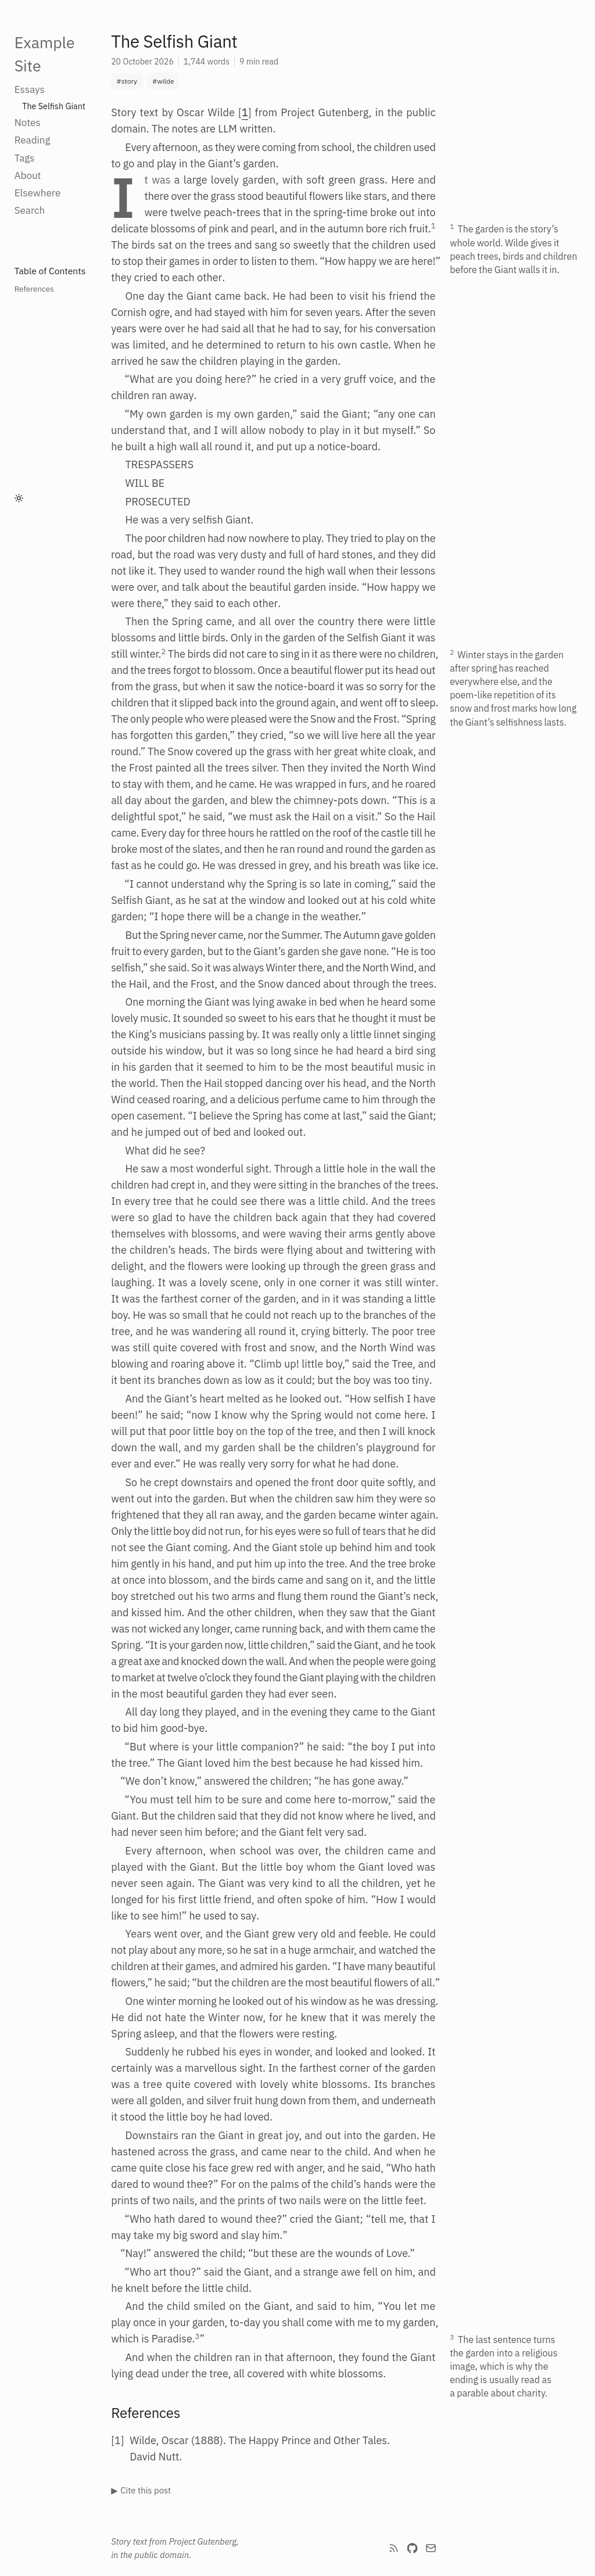 Example
Site
Essays
The Selfish Giant
Notes
Reading
Tags
About
Elsewhere
Search
Table of Contents
References
The Selfish Giant
20 October 2026 | 1,744 words | 9 min read
#story #wilde
Story text by Oscar Wilde [1] from Project Gutenberg, in the public
domain. The notes are LLM written.
Every afternoon, as they were coming from school, the children used
to go and play in the Giant’s garden.
It was a large lovely garden, with soft green grass. Here and
there over the grass stood beautiful flowers like stars, and there
were twelve peach-trees that in the spring-time broke out into
delicate blossoms of pink and pearl, and in the autumn bore rich fruit.1
The birds sat on the trees and sang so sweetly that the children used
to stop their games in order to listen to them. “How happy we are here!”
they cried to each other.
1 The garden is the story’s
whole world. Wilde gives it
peach trees, birds and children
before the Giant walls it in.
One day the Giant came back. He had been to visit his friend the
Cornish ogre, and had stayed with him for seven years. After the seven
years were over he had said all that he had to say, for his conversation
was limited, and he determined to return to his own castle. When he
arrived he saw the children playing in the garden.
“What are you doing here?” he cried in a very gruff voice, and the
children ran away.
“My own garden is my own garden,” said the Giant; “any one can
understand that, and I will allow nobody to play in it but myself.” So
he built a high wall all round it, and put up a notice-board.
TRESPASSERS
WILL BE
PROSECUTED
He was a very selfish Giant.
The poor children had now nowhere to play. They tried to play on the
road, but the road was very dusty and full of hard stones, and they did
not like it. They used to wander round the high wall when their lessons
were over, and talk about the beautiful garden inside. “How happy we
were there,” they said to each other.
Then the Spring came, and all over the country there were little
blossoms and little birds. Only in the garden of the Selfish Giant it was
still winter.2 The birds did not care to sing in it as there were no children,
and the trees forgot to blossom. Once a beautiful flower put its head out
from the grass, but when it saw the notice-board it was so sorry for the
children that it slipped back into the ground again, and went off to sleep.
The only people who were pleased were the Snow and the Frost. “Spring
has forgotten this garden,” they cried, “so we will live here all the year
round.” The Snow covered up the grass with her great white cloak, and
the Frost painted all the trees silver. Then they invited the North Wind
to stay with them, and he came. He was wrapped in furs, and he roared
all day about the garden, and blew the chimney-pots down. “This is a
delightful spot,” he said, “we must ask the Hail on a visit.” So the Hail
came. Every day for three hours he rattled on the roof of the castle till he
broke most of the slates, and then he ran round and round the garden as
fast as he could go. He was dressed in grey, and his breath was like ice.
2 Winter stays in the garden
after spring has reached
everywhere else, and the
poem-like repetition of its
snow and frost marks how long
the Giant’s selfishness lasts.
“I cannot understand why the Spring is so late in coming,” said the
Selfish Giant, as he sat at the window and looked out at his cold white
garden; “I hope there will be a change in the weather.”
But the Spring never came, nor the Summer. The Autumn gave golden
fruit to every garden, but to the Giant’s garden she gave none. “He is too
selfish,” she said. So it was always Winter there, and the North Wind, and
the Hail, and the Frost, and the Snow danced about through the trees.
One morning the Giant was lying awake in bed when he heard some
lovely music. It sounded so sweet to his ears that he thought it must be
the King’s musicians passing by. It was really only a little linnet singing
outside his window, but it was so long since he had heard a bird sing
in his garden that it seemed to him to be the most beautiful music in
the world. Then the Hail stopped dancing over his head, and the North
Wind ceased roaring, and a delicious perfume came to him through the
open casement. “I believe the Spring has come at last,” said the Giant;
and he jumped out of bed and looked out.
What did he see?
He saw a most wonderful sight. Through a little hole in the wall the
children had crept in, and they were sitting in the branches of the trees.
In every tree that he could see there was a little child. And the trees
were so glad to have the children back again that they had covered
themselves with blossoms, and were waving their arms gently above
the children’s heads. The birds were flying about and twittering with
delight, and the flowers were looking up through the green grass and
laughing. It was a lovely scene, only in one corner it was still winter.
It was the farthest corner of the garden, and in it was standing a little
boy. He was so small that he could not reach up to the branches of the
tree, and he was wandering all round it, crying bitterly. The poor tree
was still quite covered with frost and snow, and the North Wind was
blowing and roaring above it. “Climb up! little boy,” said the Tree, and
it bent its branches down as low as it could; but the boy was too tiny.
And the Giant’s heart melted as he looked out. “How selfish I have
been!” he said; “now I know why the Spring would not come here. I
will put that poor little boy on the top of the tree, and then I will knock
down the wall, and my garden shall be the children’s playground for
ever and ever.” He was really very sorry for what he had done.
So he crept downstairs and opened the front door quite softly, and
went out into the garden. But when the children saw him they were so
frightened that they all ran away, and the garden became winter again.
Only the little boy did not run, for his eyes were so full of tears that he did
not see the Giant coming. And the Giant stole up behind him and took
him gently in his hand, and put him up into the tree. And the tree broke
at once into blossom, and the birds came and sang on it, and the little
boy stretched out his two arms and flung them round the Giant’s neck,
and kissed him. And the other children, when they saw that the Giant
was not wicked any longer, came running back, and with them came the
Spring. “It is your garden now, little children,” said the Giant, and he took
a great axe and knocked down the wall. And when the people were going
to market at twelve o’clock they found the Giant playing with the children
in the most beautiful garden they had ever seen.
All day long they played, and in the evening they came to the Giant
to bid him good-bye.
“But where is your little companion?” he said: “the boy I put into
the tree.” The Giant loved him the best because he had kissed him.
“We don’t know,” answered the children; “he has gone away.”
“You must tell him to be sure and come here to-morrow,” said the
Giant. But the children said that they did not know where he lived, and
had never seen him before; and the Giant felt very sad.
Every afternoon, when school was over, the children came and
played with the Giant. But the little boy whom the Giant loved was
never seen again. The Giant was very kind to all the children, yet he
longed for his first little friend, and often spoke of him. “How I would
like to see him!” he used to say.
Years went over, and the Giant grew very old and feeble. He could
not play about any more, so he sat in a huge armchair, and watched the
children at their games, and admired his garden. “I have many beautiful
flowers,” he said; “but the children are the most beautiful flowers of all.”
One winter morning he looked out of his window as he was dressing.
He did not hate the Winter now, for he knew that it was merely the
Spring asleep, and that the flowers were resting.
Suddenly he rubbed his eyes in wonder, and looked and looked. It
certainly was a marvellous sight. In the farthest corner of the garden
was a tree quite covered with lovely white blossoms. Its branches
were all golden, and silver fruit hung down from them, and underneath
it stood the little boy he had loved.
Downstairs ran the Giant in great joy, and out into the garden. He
hastened across the grass, and came near to the child. And when he
came quite close his face grew red with anger, and he said, “Who hath
dared to wound thee?” For on the palms of the child’s hands were the
prints of two nails, and the prints of two nails were on the little feet.
“Who hath dared to wound thee?” cried the Giant; “tell me, that I
may take my big sword and slay him.”
“Nay!” answered the child; “but these are the wounds of Love.”
“Who art thou?” said the Giant, and a strange awe fell on him, and
he knelt before the little child.
And the child smiled on the Giant, and said to him, “You let me
play once in your garden, to-day you shall come with me to my garden,
which is Paradise.3”
3 The last sentence turns
the garden into a religious
image, which is why the
ending is usually read as
a parable about charity.
And when the children ran in that afternoon, they found the Giant
lying dead under the tree, all covered with white blossoms.
References
[1] Wilde, Oscar (1888). The Happy Prince and Other Tales.
David Nutt.
▶ Cite this post
Story text from Project Gutenberg,
in the public domain.